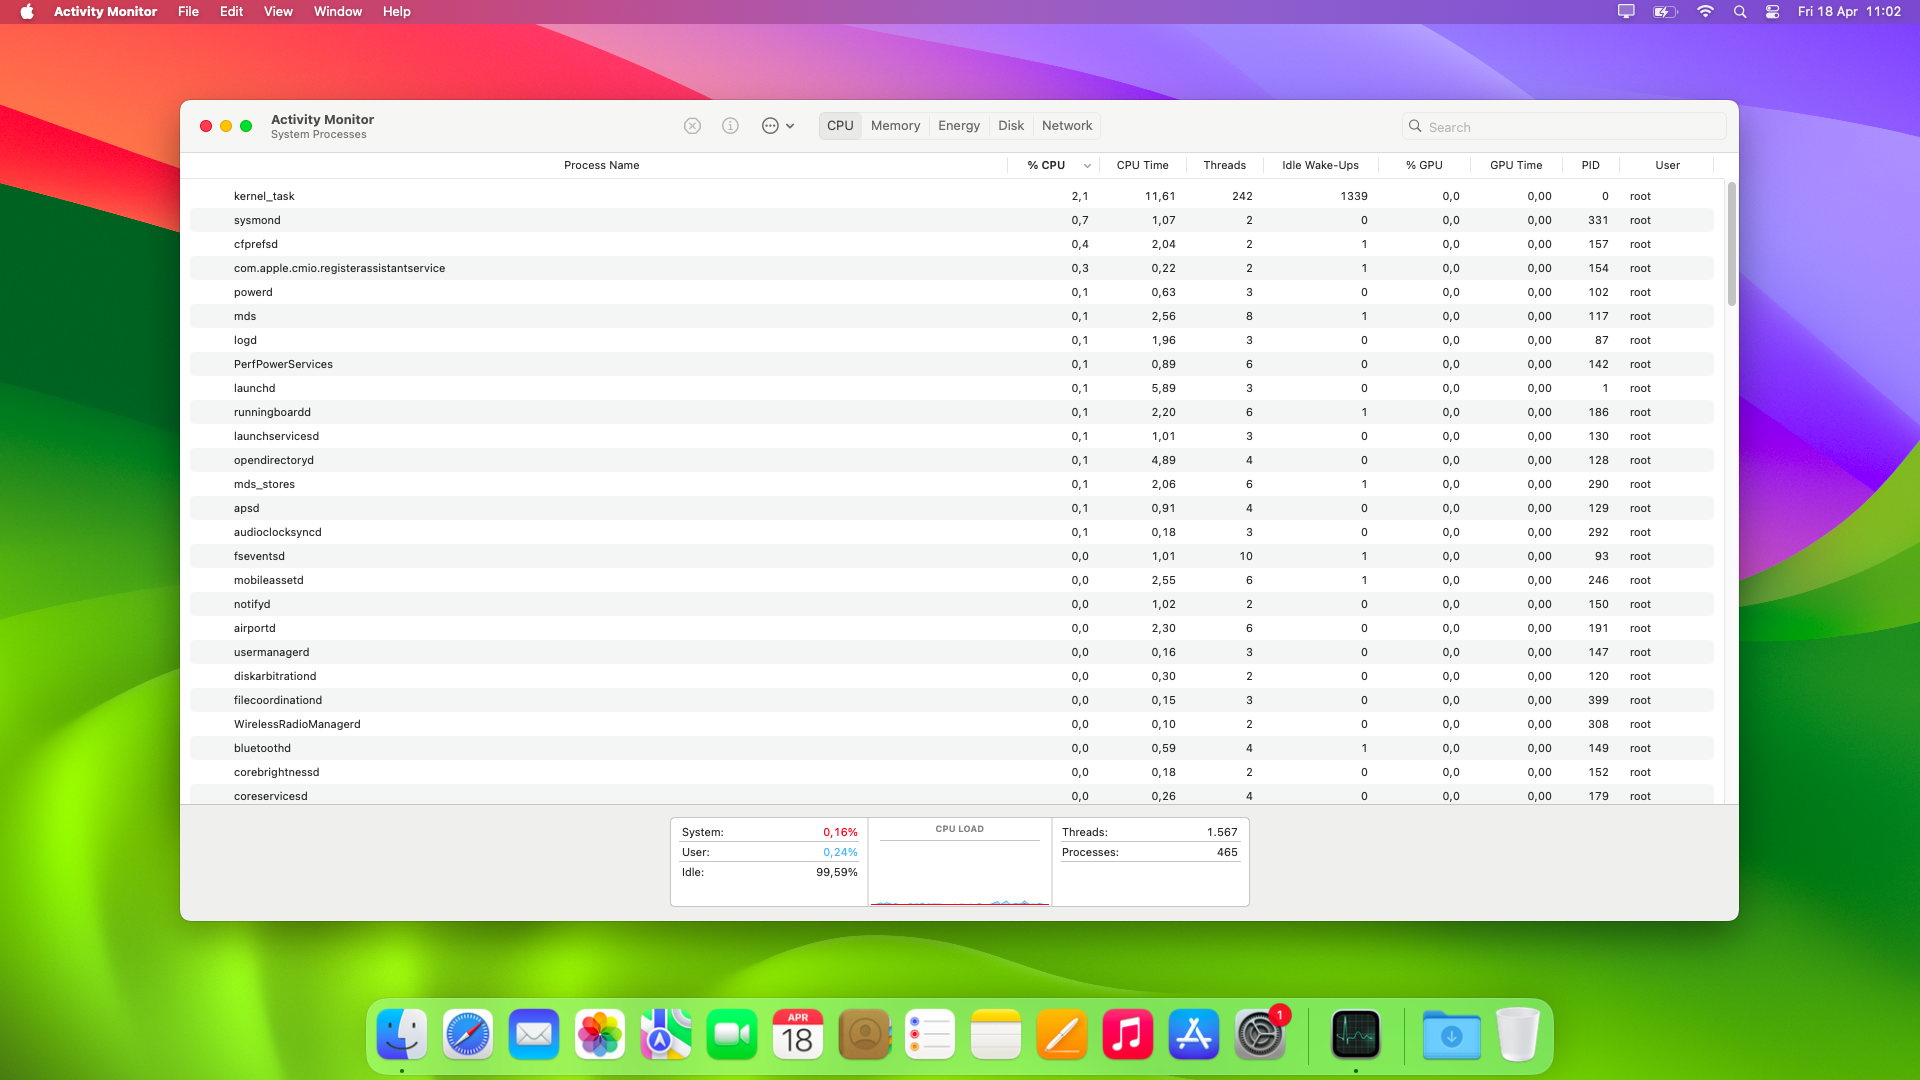 Activity Monitor File Edit View Window Help Fri 18 Apr 11:02
Activity Monitor
System Processes
CPU Memory Energy Disk Network
Search
Process Name % CPU CPU Time Threads Idle Wake-Ups % GPU GPU Time PID User
kernel_task 2,1 11,61 242 1339 0,0 0,00 0 root
sysmond 0,7 1,07 2 0 0,0 0,00 331 root
cfprefsd 0,4 2,04 2 1 0,0 0,00 157 root
com.apple.cmio.registerassistantservice 0,3 0,22 2 1 0,0 0,00 154 root
powerd 0,1 0,63 3 0 0,0 0,00 102 root
mds 0,1 2,56 8 1 0,0 0,00 117 root
logd 0,1 1,96 3 0 0,0 0,00 87 root
PerfPowerServices 0,1 0,89 6 0 0,0 0,00 142 root
launchd 0,1 5,89 3 0 0,0 0,00 1 root
runningboardd 0,1 2,20 6 1 0,0 0,00 186 root
launchservicesd 0,1 1,01 3 0 0,0 0,00 130 root
opendirectoryd 0,1 4,89 4 0 0,0 0,00 128 root
mds_stores 0,1 2,06 6 1 0,0 0,00 290 root
apsd 0,1 0,91 4 0 0,0 0,00 129 root
audioclocksyncd 0,1 0,18 3 0 0,0 0,00 292 root
fseventsd 0,0 1,01 10 1 0,0 0,00 93 root
mobileassetd 0,0 2,55 6 1 0,0 0,00 246 root
notifyd 0,0 1,02 2 0 0,0 0,00 150 root
airportd 0,0 2,30 6 0 0,0 0,00 191 root
usermanagerd 0,0 0,16 3 0 0,0 0,00 147 root
diskarbitrationd 0,0 0,30 2 0 0,0 0,00 120 root
filecoordinationd 0,0 0,15 3 0 0,0 0,00 399 root
WirelessRadioManagerd 0,0 0,10 2 0 0,0 0,00 308 root
bluetoothd 0,0 0,59 4 1 0,0 0,00 149 root
corebrightnessd 0,0 0,18 2 0 0,0 0,00 152 root
coreservicesd 0,0 0,26 4 0 0,0 0,00 179 root
System: 0,16% CPU LOAD Threads: 1.567
User: 0,24% Processes: 465
Idle: 99,59%
APR
18
1